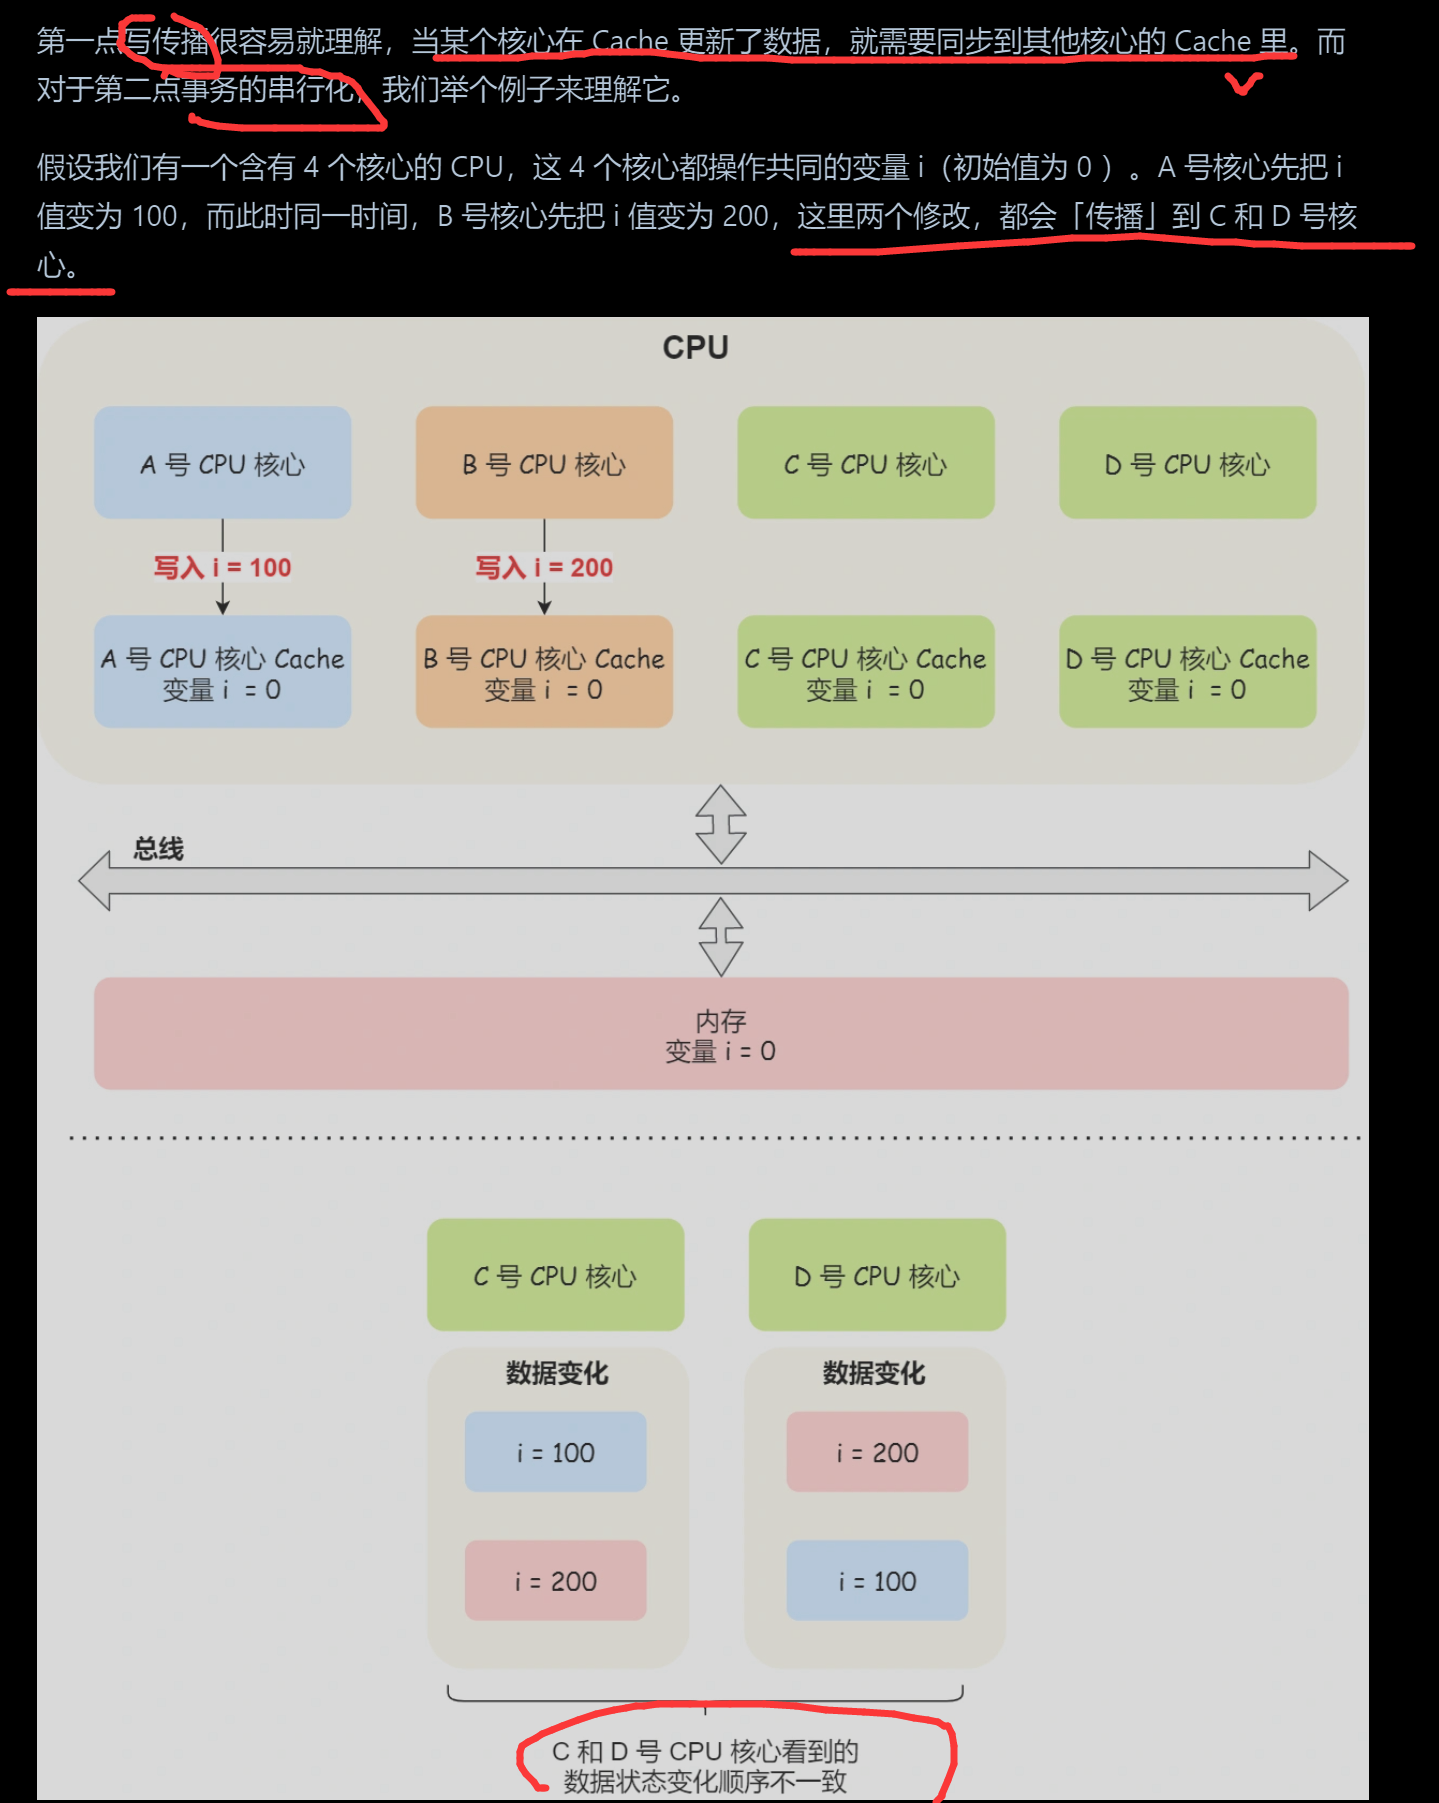 第一点写传播很容易就理解，当某个核心在 Cache 更新了数据，就需要同步到其他核心的 Cache 里。而
对于第二点事务的串行化，我们举个例子来理解它。
假设我们有一个含有 4 个核心的 CPU，这 4 个核心都操作共同的变量 i（初始值为 0 ）。A 号核心先把 i
值变为 100，而此时同一时间，B 号核心先把 i 值变为 200，这里两个修改，都会「传播」到 C 和 D 号核
心。
CPU
A 号 CPU 核心
B 号 CPU 核心
C 号 CPU 核心
D 号 CPU 核心
写入 i = 100
写入 i = 200
A 号 CPU 核心 Cache
变量 i = 0
B 号 CPU 核心 Cache
变量 i = 0
C 号 CPU 核心 Cache
变量 i = 0
D 号 CPU 核心 Cache
变量 i = 0
总线
内存
变量 i = 0
C 号 CPU 核心
D 号 CPU 核心
数据变化
数据变化
i = 100
i = 200
i = 200
i = 100
C 和 D 号 CPU 核心看到的
数据状态变化顺序不一致